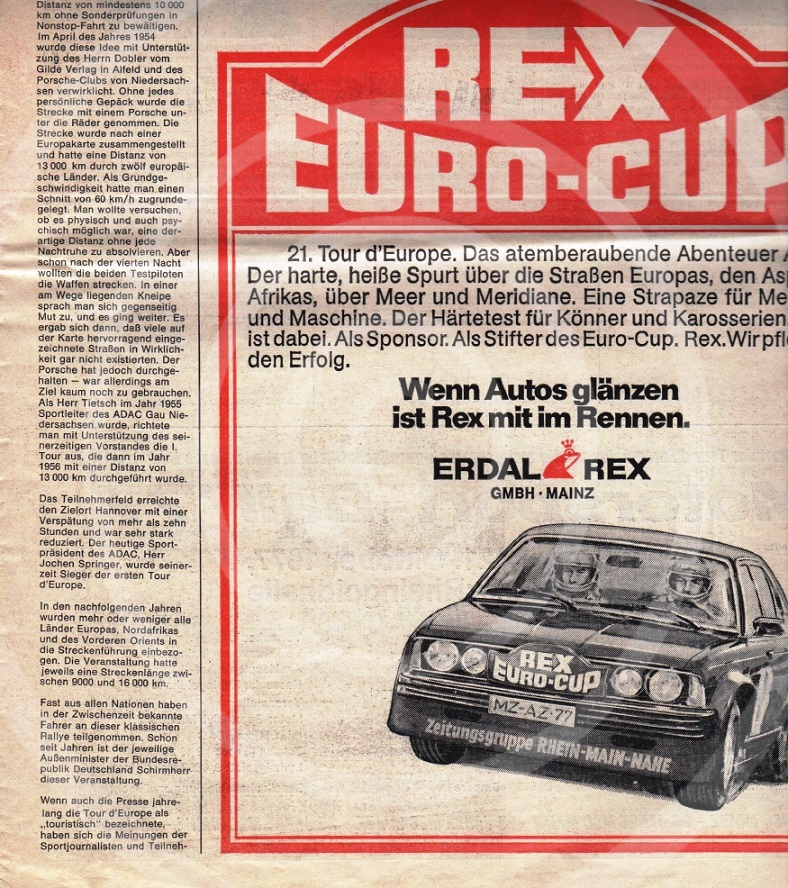 Distanz von mindestens 10 000
km ohne Sonderprüfungen in
Nonstop-Fahrt zu bewältigen.
Im April des Jahres 1954
wurde diese Idee mit Unterstüt-
zung des Herrn Dobler vom
Gilde Verlag in Alfeld und des
Porsche-Clubs von Niedersach-
sen verwirklicht. Ohne jedes
persönliche Gepäck wurde die
Strecke mit einem Porsche un-
ter die Räder genommen. Die
Strecke wurde nach einer
Europakarte zusammengestellt
und hatte eine Distanz von
13 000 km durch zwölf europäi-
sche Länder. Als Grundge-
schwindigkeit hatte man einen
Schnitt von 60 km/h zugrunde-
gelegt. Man wollte versuchen,
ob es physisch und auch psy-
chisch möglich war, eine der-
artige Distanz ohne jede
Nachtruhe zu absolvieren. Aber
schon nach der vierten Nacht
wollten die beiden Testpiloten
die Waffen strecken. In einer
am Wege liegenden Kneipe
sprach man sich gegenseitig
Mut zu, und es ging weiter. Es
ergab sich dann, daß viele auf
der Karte hervorragend einge-
zeichnete Straßen in Wirklich-
keit gar nicht existierten. Der
Porsche hat jedoch durchge-
halten — war allerdings am
Ziel kaum noch zu gebrauchen.
Als Herr Tietsch im Jahr 1955
Sportleiter des ADAC Gau Nie-
dersachsen wurde, richtete
man mit Unterstützung des sei-
nerzeitigen Vorstandes die I.
Tour aus, die dann im Jahr
1956 mit einer Distanz von
13 000 km durchgeführt wurde.
Das Teilnehmerfeld erreichte
den Zielort Hannover mit einer
Verspätung von mehr als zehn
Stunden und war sehr stark
reduziert. Der heutige Sport-
präsident des ADAC, Herr
Jochen Springer, wurde seiner-
zeit Sieger der ersten Tour
d'Europe.
In den nachfolgenden Jahren
wurden mehr oder weniger alle
Länder Europas, Nordafrikas
und des Vorderen Orients in
die Streckenführung einbezo-
gen. Die Veranstaltung hatte
jeweils eine Streckenlänge zwi-
schen 9000 und 16 000 km.
Fast aus allen Nationen haben
in der Zwischenzeit bekannte
Fahrer an dieser klassischen
Rallye teilgenommen. Schon
seit Jahren ist der jeweilige
Außenminister der Bundesre-
publik Deutschland Schirmherr
dieser Veranstaltung.
Wenn auch die Presse jahre-
lang die Tour d'Europe als
„touristisch" bezeichnete,
haben sich die Meinungen der
Sportjournalisten und Teilneh-
REX
EURO-CUP
21. Tour d'Europe. Das atemberaubende Abenteuer
Der harte, heiße Spurt über die Straßen Europas, den Asp
Afrikas, über Meer und Meridiane. Eine Strapaze für Me
und Maschine. Der Härtetest für Könner und Karosserien.
ist dabei. Als Sponsor. Als Stifter des Euro-Cup. Rex. Wir pfle
den Erfolg.
Wenn Autos glänzen
ist Rex mit im Rennen.
ERDAL REX
GMBH · MAINZ
REX
EURO-CUP
MZ-AZ·77
Zeitungsgruppe RHEIN-MAIN-NAHE